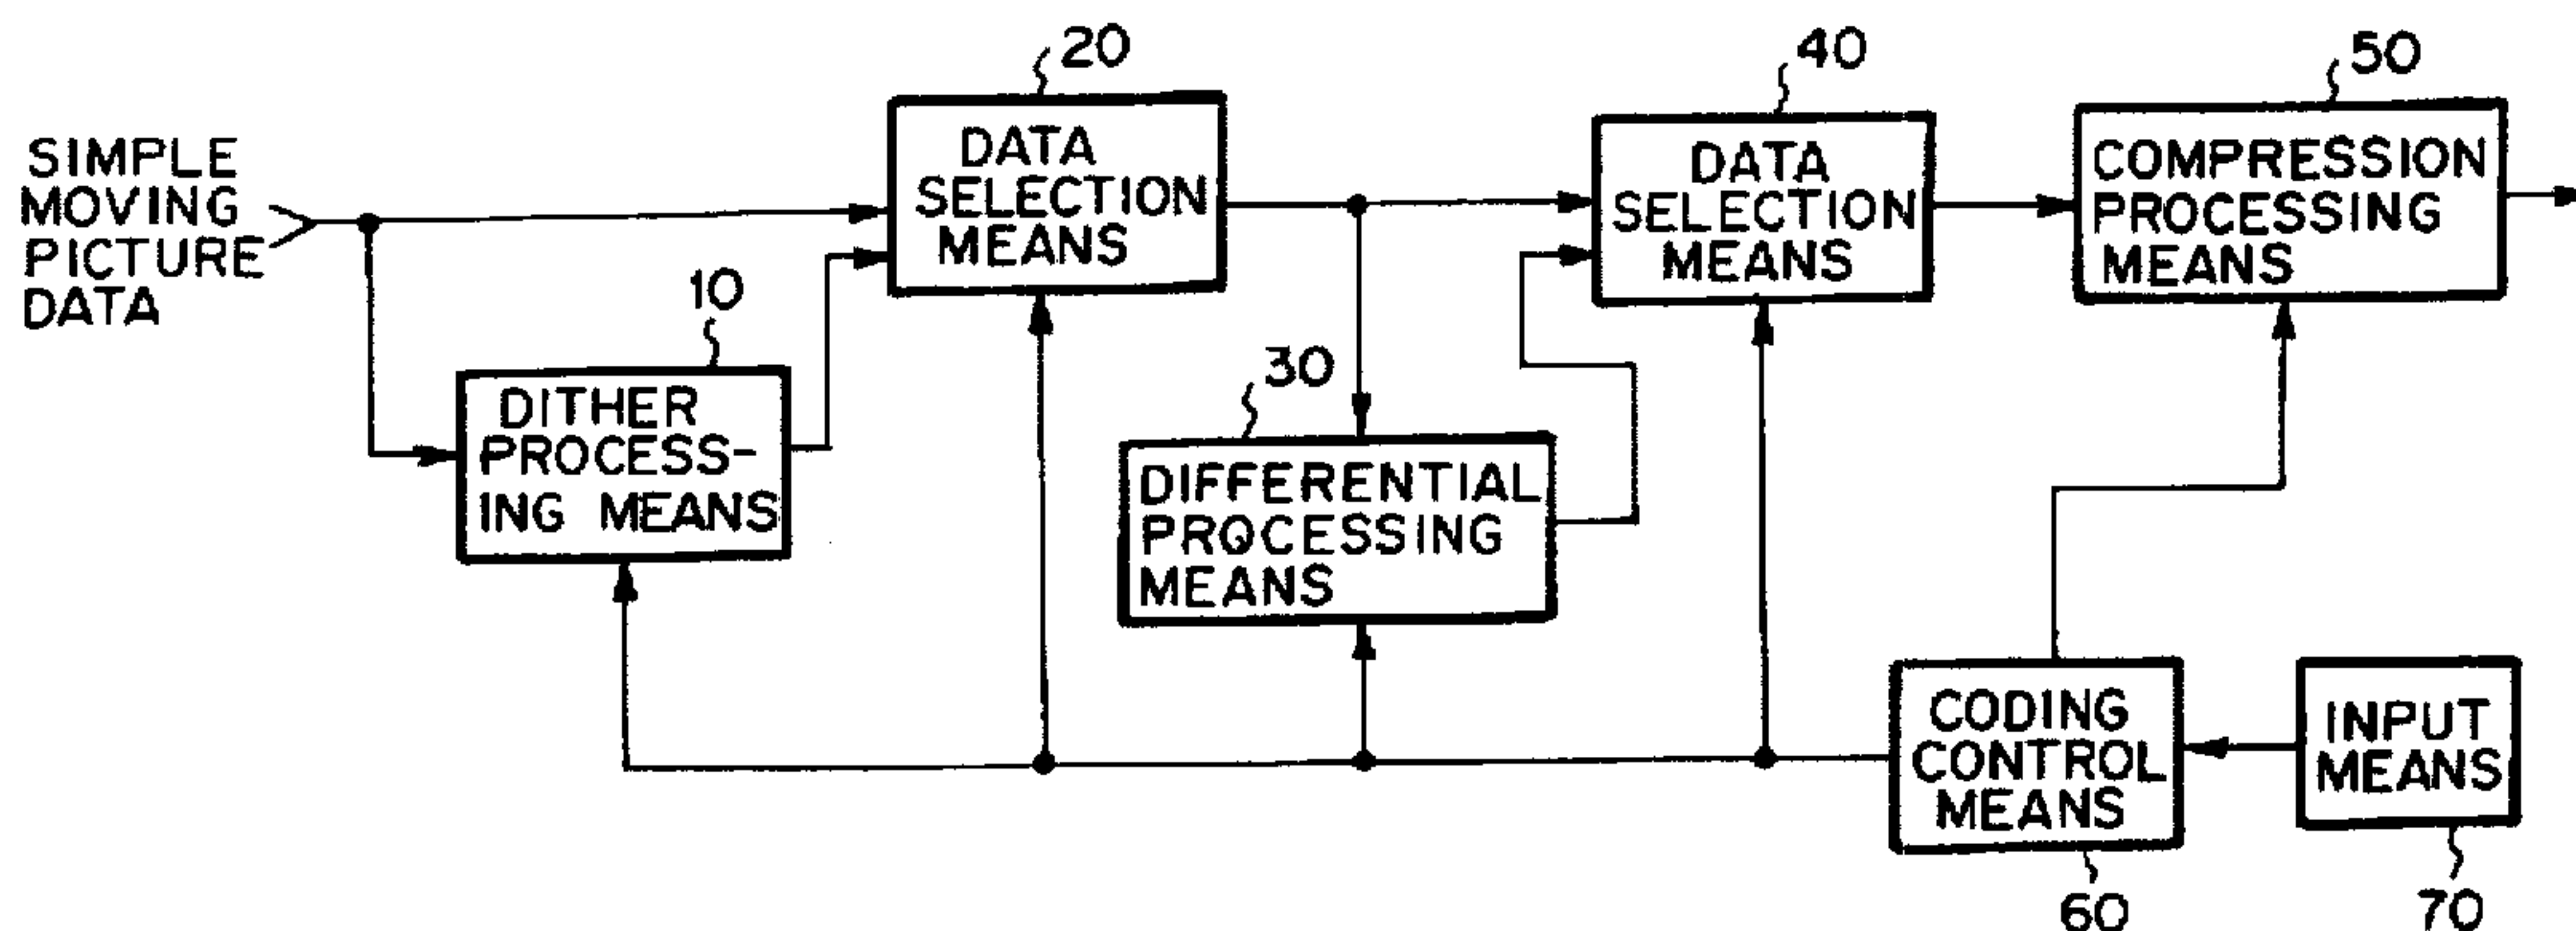 20
40
50
SIMPLE
MOVING
PICTURE
DATA
DATA
SELECTION
MEANS
DATA
SELECTION
MEANS
COMPRESSION
PROCESSING
MEANS
10
DITHER
PROCESS-
ING MEANS
30
DIFFERENTIAL
PROCESSING
MEANS
CODING
CONTROL
MEANS
INPUT
MEANS
60
70